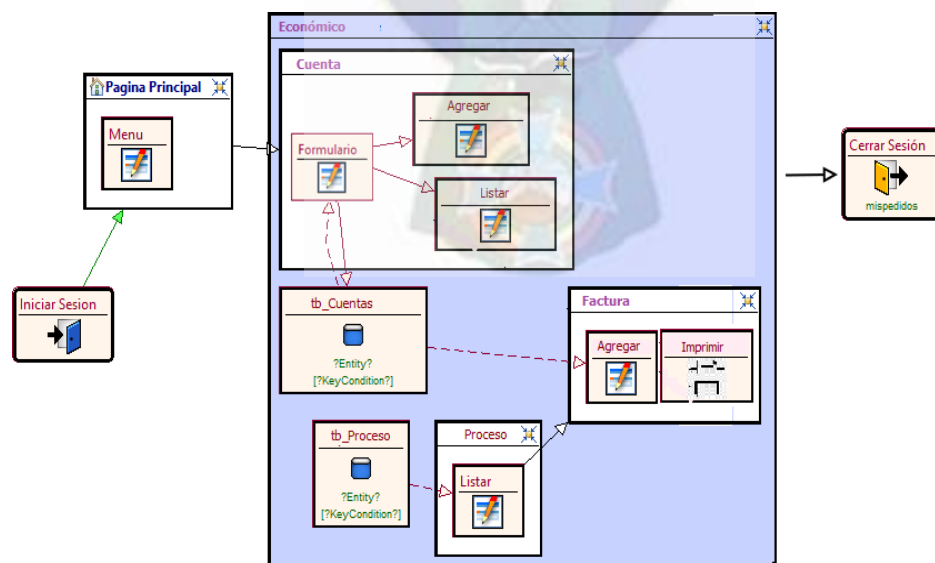 Económico
Cuenta
Pagina Principal
Menu
Agregar
Formulario
Listar
Cerrar Sesión
mispedidos
Iniciar Sesion
tb_Cuentas
?Entity?
[?KeyCondition?]
Factura
Agregar
Imprimir
tb_Proceso
?Entity?
[?KeyCondition?]
Proceso
Listar